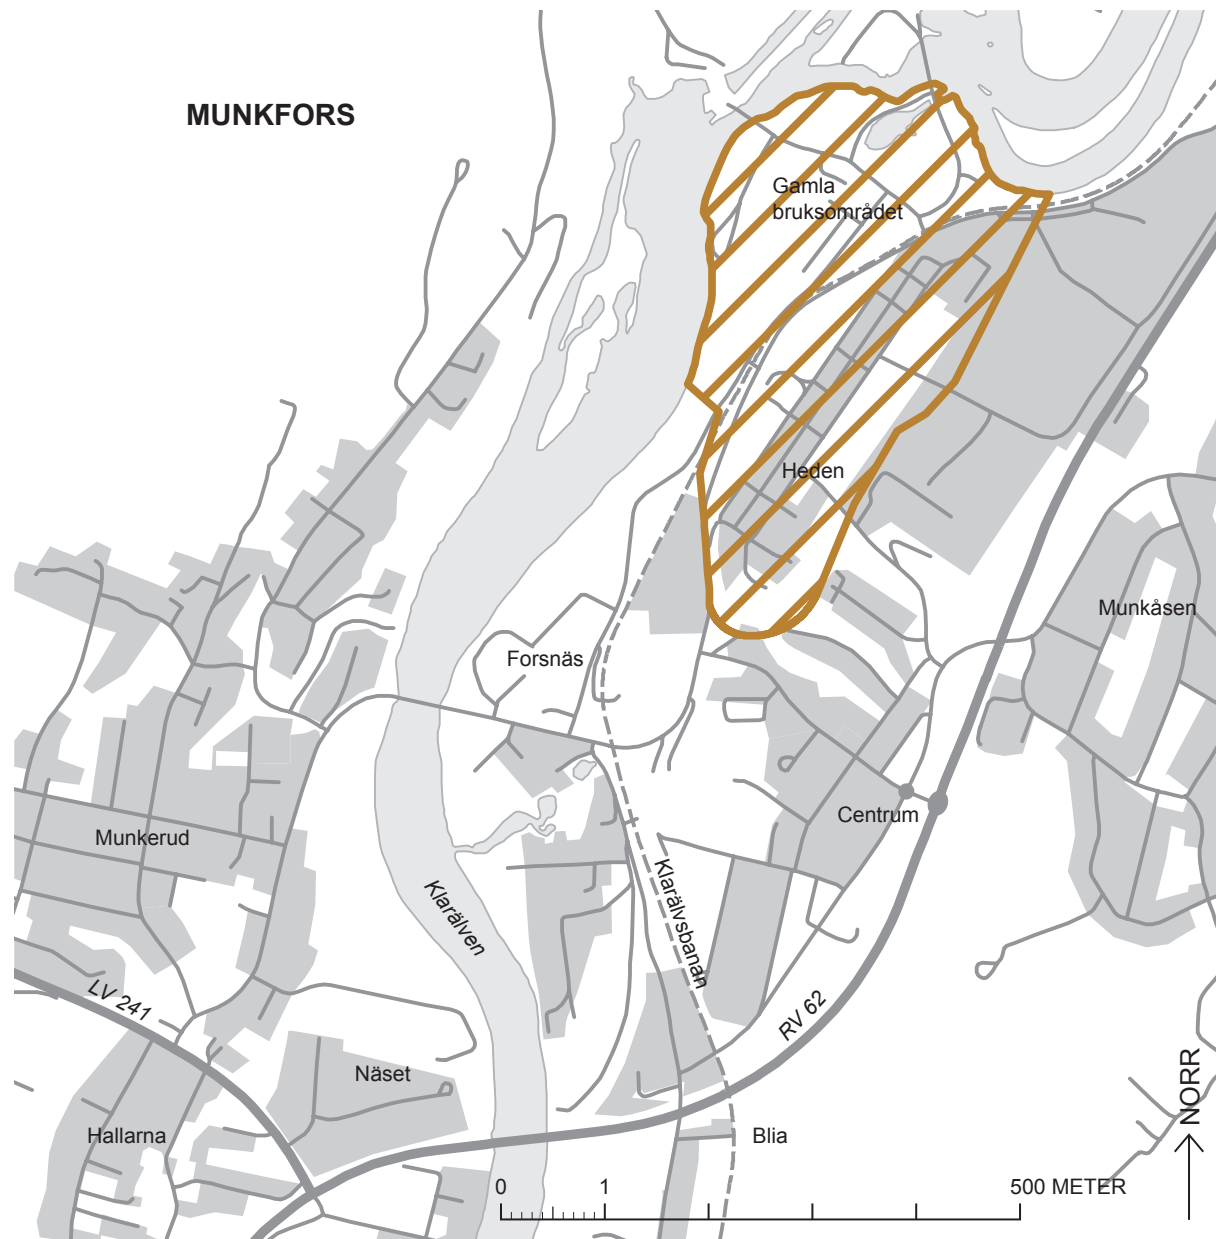 MUNKFORS
Gamla
bruksområdet
Heden
Munkåsen
Forsnäs
Centrum
Munkerud
Klarälven
Klarälvsbanan
LV 241
RV 62
Näset
NORR
Hallarna
Blia
0 1 500 METER